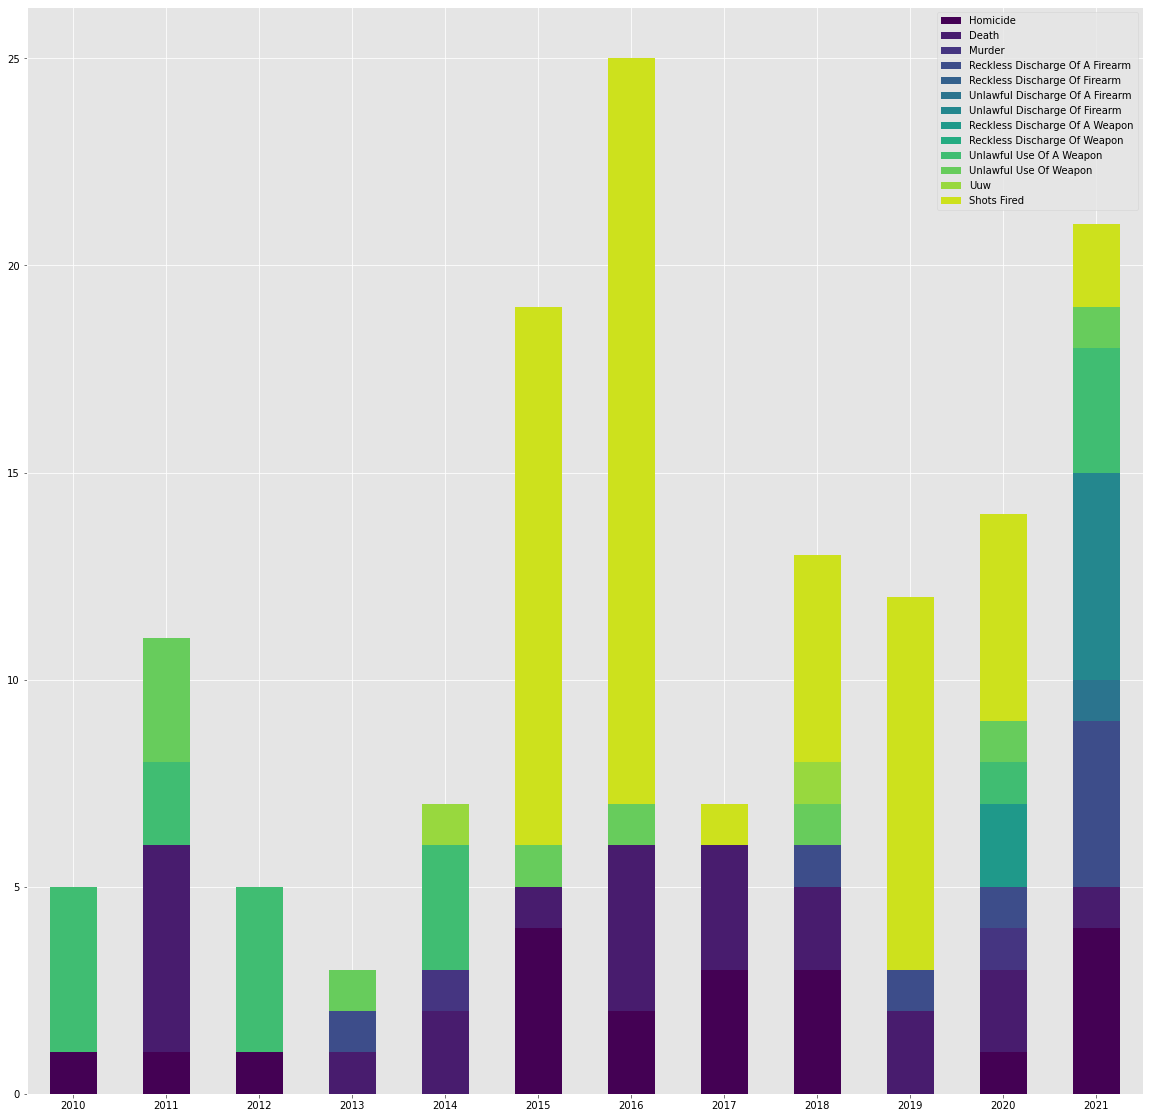 Homicide
Death
Murder
Reckless Discharge Of A Firearm
Reckless Discharge Of Firearm
Unlawful Discharge Of A Firearm
Unlawful Discharge Of Firearm
Reckless Discharge Of A Weapon
Reckless Discharge Of Weapon
Unlawful Use Of A Weapon
Unlawful Use Of Weapon
Uuw
Shots Fired
25
20
15
10
5
0
2010 2011 2012 2013 2014 2015 2016 2017 2018 2019 2020 2021